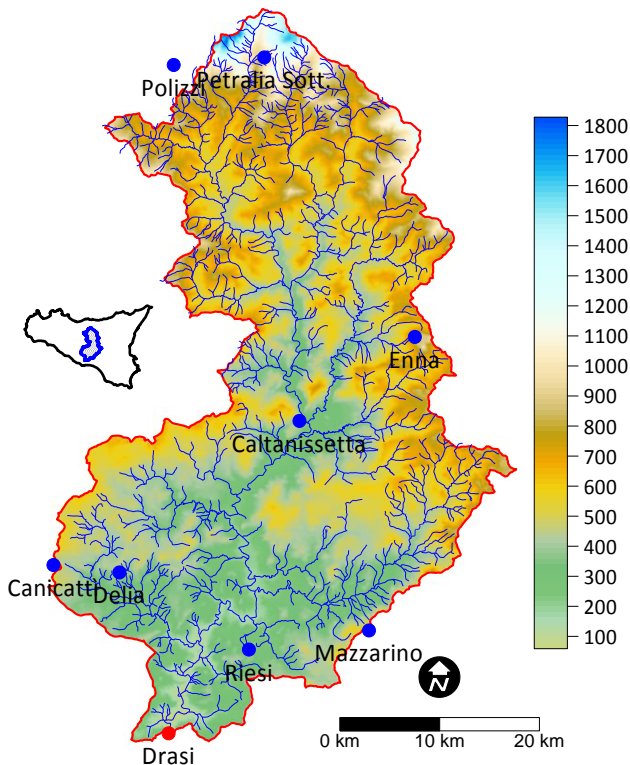 Petralia Sott.
Polizzi
1800
1700
1600
1500
1400
1300
1200
1100
1000
900
800
700
600
500
400
300
200
100
Enna
Caltanissetta
Canicatti
Delia
Mazzarino
Riesi
N
0 km 10 km 20 km
Drasi